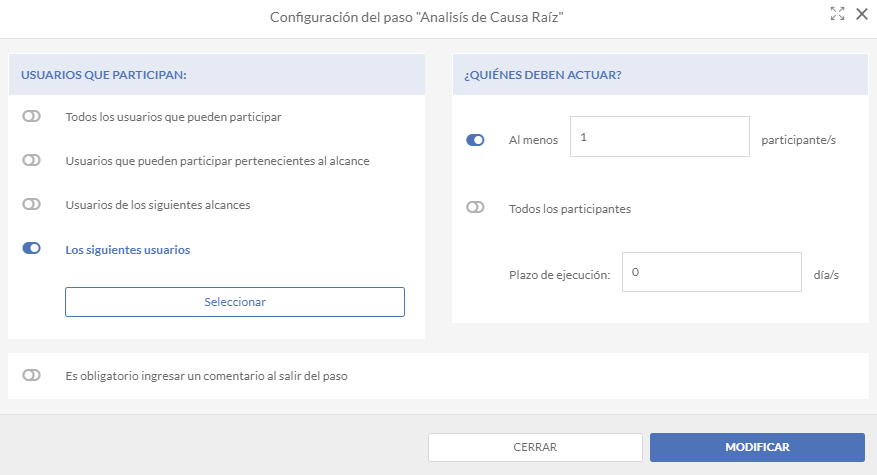 Configuración del paso "Analisís de Causa Raíz"
USUARIOS QUE PARTICIPAN:
Todos los usuarios que pueden participar
Usuarios que pueden participar pertenecientes al alcance
Usuarios de los siguientes alcances
Los siguientes usuarios
Seleccionar
¿QUIÉNES DEBEN ACTUAR?
Al menos 1 participante/s
Todos los participantes
Plazo de ejecución: 0 día/s
Es obligatorio ingresar un comentario al salir del paso
CERRAR
MODIFICAR